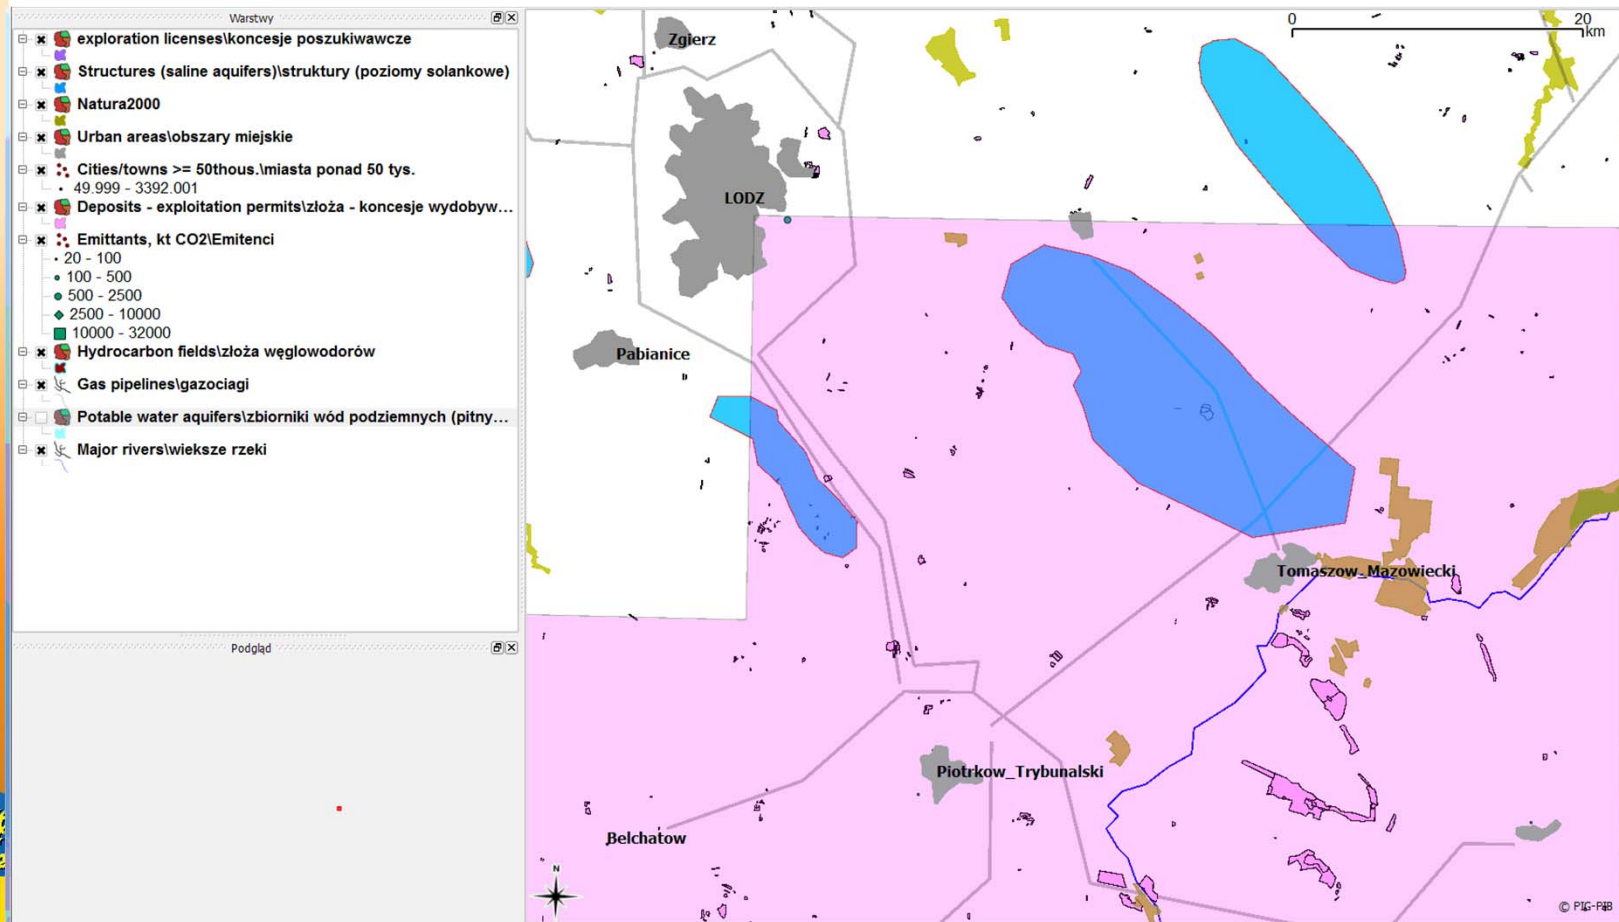 Warstwy
exploration licenses\koncesje poszukiwawcze
Structures (saline aquifers)\struktury (poziomy solankowe)
Natura2000
Urban areas\obszary miejskie
Cities/towns >= 50thous.\miasta ponad 50 tys.
49.999 - 3392.001
Deposits - exploitation permits\złoża - koncesje wydobyw...
Emittants, kt CO2\Emitenci
20 - 100
100 - 500
500 - 2500
2500 - 10000
10000 - 32000
Hydrocarbon fields\złoża węglowodorów
Gas pipelines\gazociagi
Potable water aquifers\zbiorniki wód podziemnych (pitny...
Major rivers\wieksze rzeki
Podgląd
0 20
km
Zgierz
LODZ
Pabianice
Tomaszow_Mazowiecki
Piotrkow_Trybunalski
Belchatow
N
© PIG-PIB